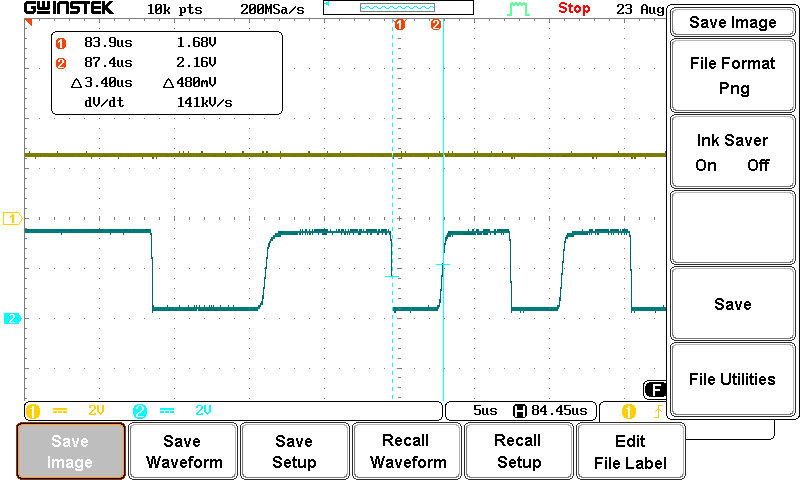 GWINSTEK 10k pts 200MSa/s Stop 23 Aug
1 2
1 83.9us 1.68V
2 87.4us 2.16V
△3.40us △480mV
dV/dt 141kV/s
1
2
1 2V 2 2V 5us H 84.45us 1 F
Save Image
File Format
Png
Ink Saver
On Off
Save
File Utilities
Save Image
Save Waveform
Save Setup
Recall Waveform
Recall Setup
Edit File Label